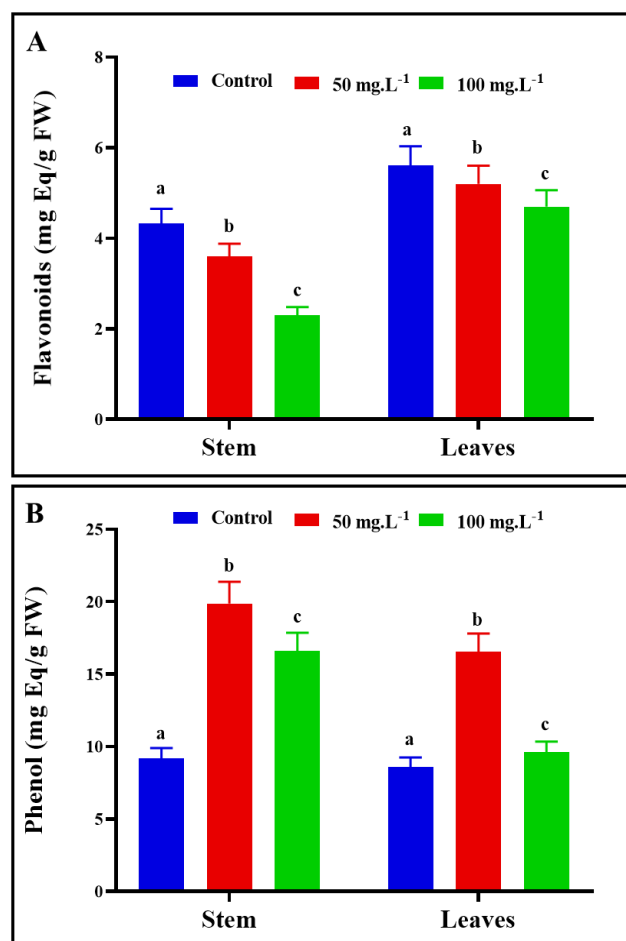 A
Control 50 mg.L⁻¹ 100 mg.L⁻¹
Flavonoids (mg Eq/g FW)
8
6
4
2
0
a
b
c
a
b
c
Stem Leaves
B
Control 50 mg.L⁻¹ 100 mg.L⁻¹
Phenol (mg Eq/g FW)
25
20
15
10
5
0
a
b
c
a
b
c
Stem Leaves